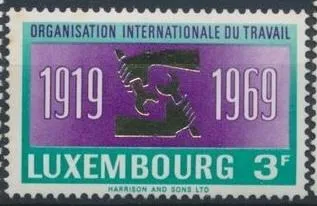 ORGANISATION INTERNATIONALE DU TRAVAIL
1919 1969
LUXEMBOURG 3F
HARRISON AND SONS LTD